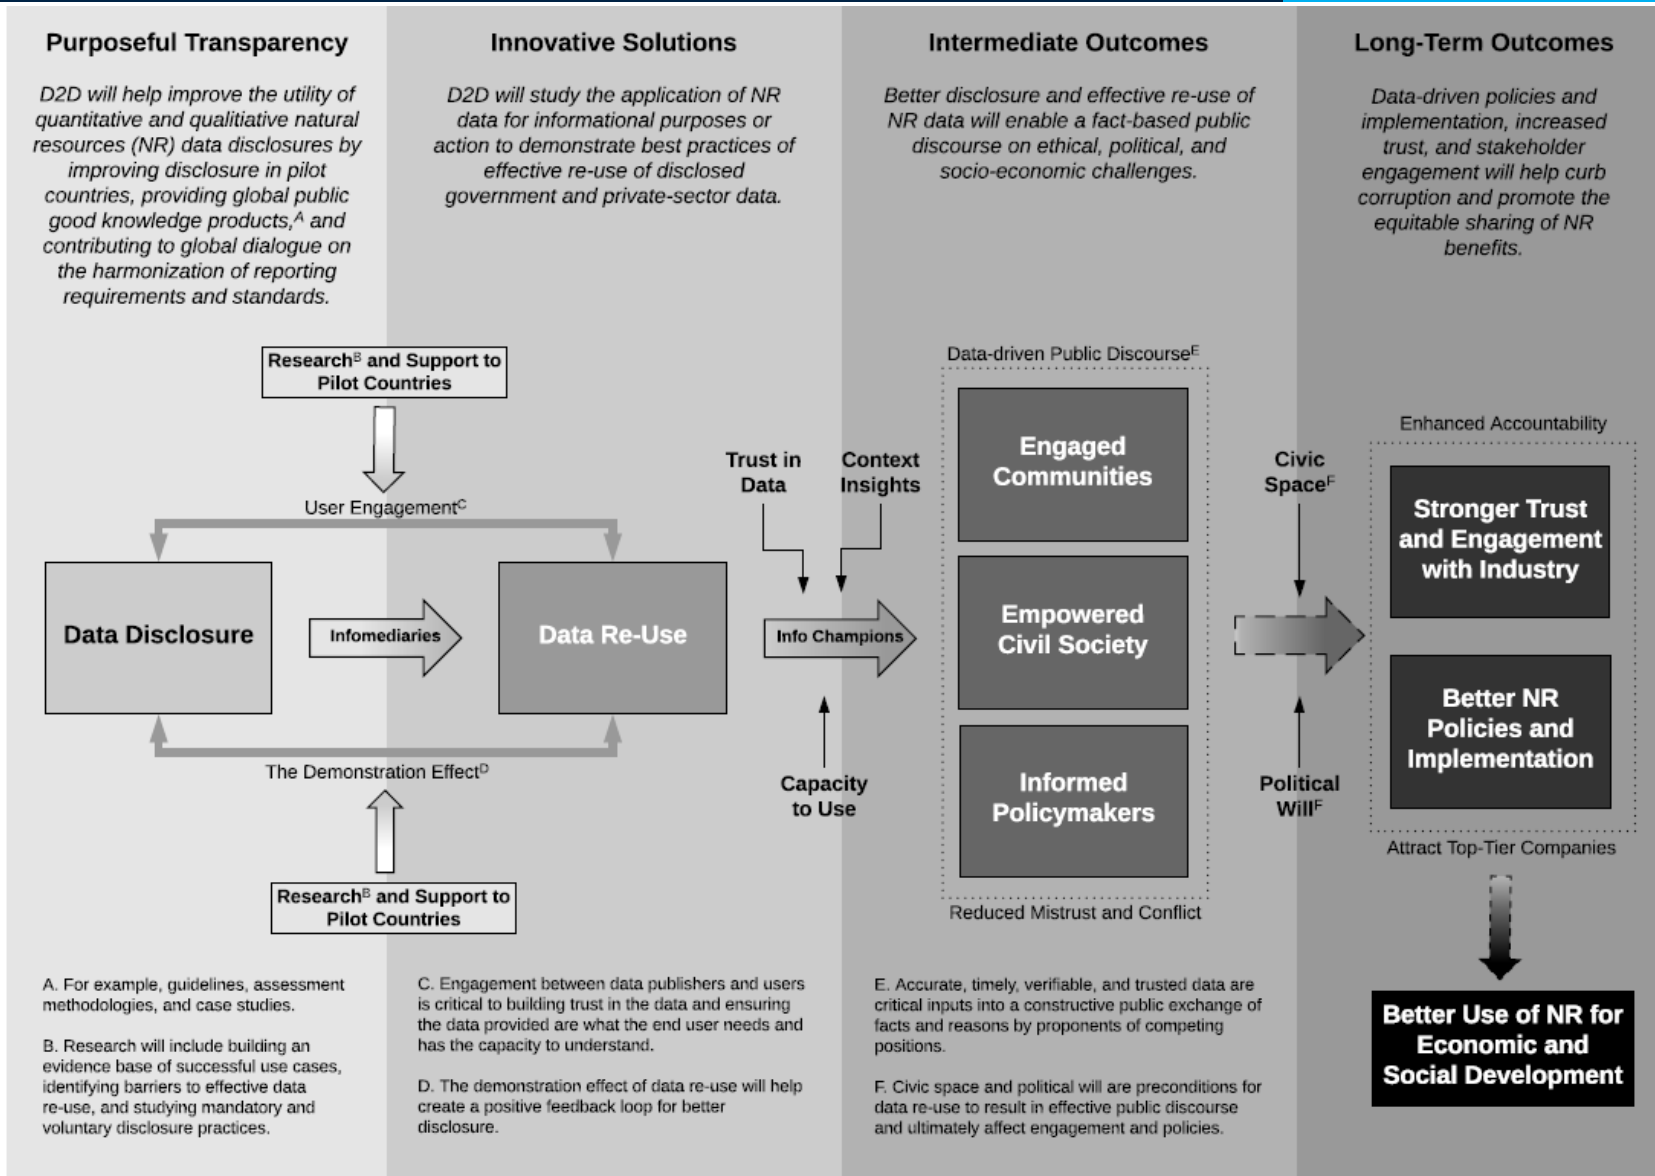 Purposeful Transparency
D2D will help improve the utility of
quantitative and qualitiative natural
resources (NR) data disclosures by
improving disclosure in pilot
countries, providing global public
good knowledge products,A and
contributing to global dialogue on
the harmonization of reporting
requirements and standards.
Innovative Solutions
D2D will study the application of NR
data for informational purposes or
action to demonstrate best practices of
effective re-use of disclosed
government and private-sector data.
Intermediate Outcomes
Better disclosure and effective re-use of
NR data will enable a fact-based public
discourse on ethical, political, and
socio-economic challenges.
Long-Term Outcomes
Data-driven policies and
implementation, increased
trust, and stakeholder
engagement will help curb
corruption and promote the
equitable sharing of NR
benefits.
ResearchB and Support to
Pilot Countries
User EngagementC
Data Disclosure
Infomediaries
Data Re-Use
The Demonstration EffectD
ResearchB and Support to
Pilot Countries
Trust in
Data
Context
Insights
Info Champions
Capacity
to Use
Data-driven Public DiscourseE
Engaged
Communities
Empowered
Civil Society
Informed
Policymakers
Reduced Mistrust and Conflict
Civic
SpaceF
Political
WillF
Enhanced Accountability
Stronger Trust
and Engagement
with Industry
Better NR
Policies and
Implementation
Attract Top-Tier Companies
Better Use of NR for
Economic and
Social Development
A. For example, guidelines, assessment
methodologies, and case studies.
B. Research will include building an
evidence base of successful use cases,
identifying barriers to effective data
re-use, and studying mandatory and
voluntary disclosure practices.
C. Engagement between data publishers and users
is critical to building trust in the data and ensuring
the data provided are what the end user needs and
has the capacity to understand.
D. The demonstration effect of data re-use will help
create a positive feedback loop for better
disclosure.
E. Accurate, timely, verifiable, and trusted data are
critical inputs into a constructive public exchange of
facts and reasons by proponents of competing
positions.
F. Civic space and political will are preconditions for
data re-use to result in effective public discourse
and ultimately affect engagement and policies.